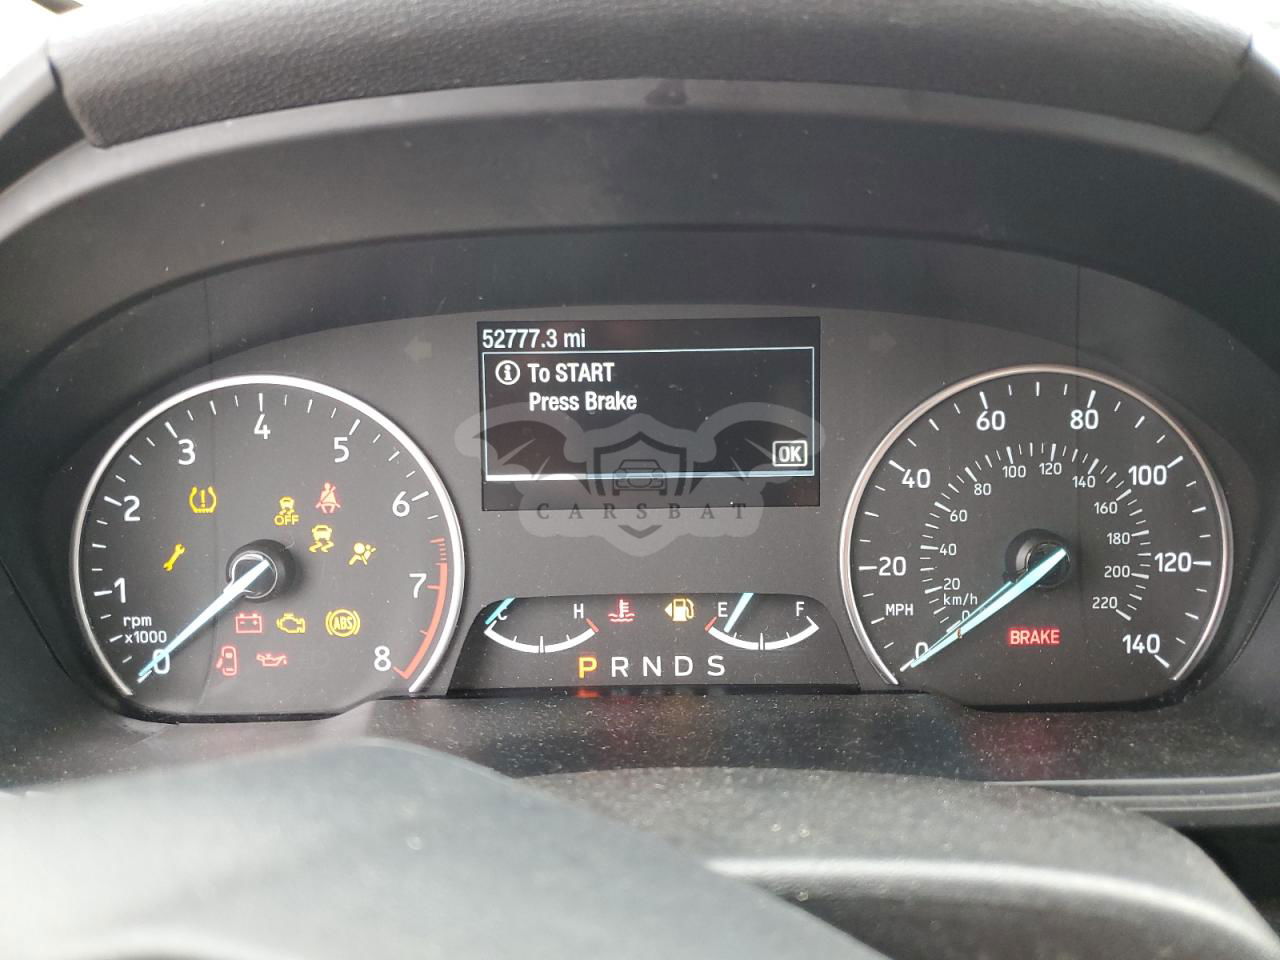 52777.3 mi
i To START
Press Brake
OK
CARSBAT
0 1 2 3 4 5 6 7 8
rpm
x1000
OFF
ABS
C H
E F
P R N D S
0 20 40 60 80 100 120 140
MPH
0 20 40 60 80 100 120 140 160 180 200 220
km/h
BRAKE